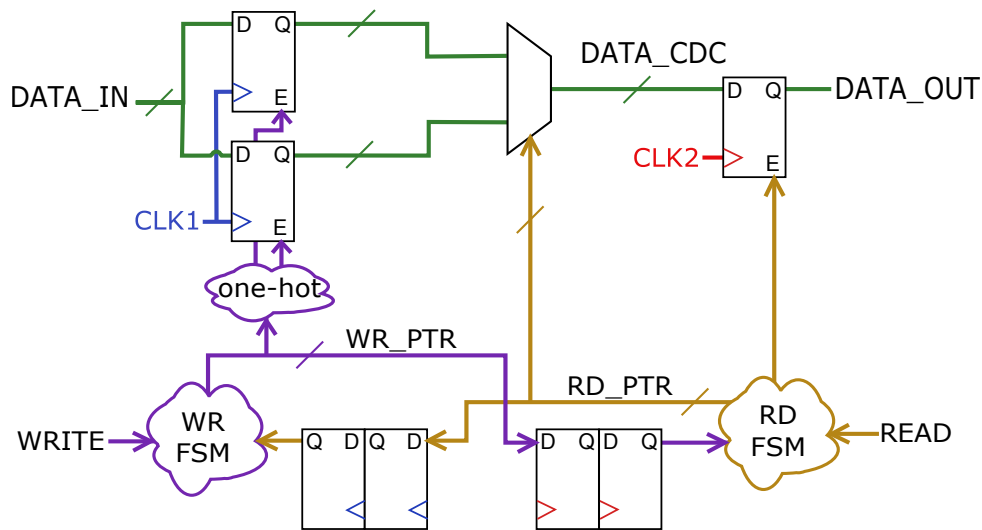 D Q
E
DATA_IN
D Q
E
CLK1
DATA_CDC
D Q
E
DATA_OUT
CLK2
one-hot
WR_PTR
RD_PTR
WRITE
WR
FSM
Q D Q D
D Q D Q
RD
FSM
READ